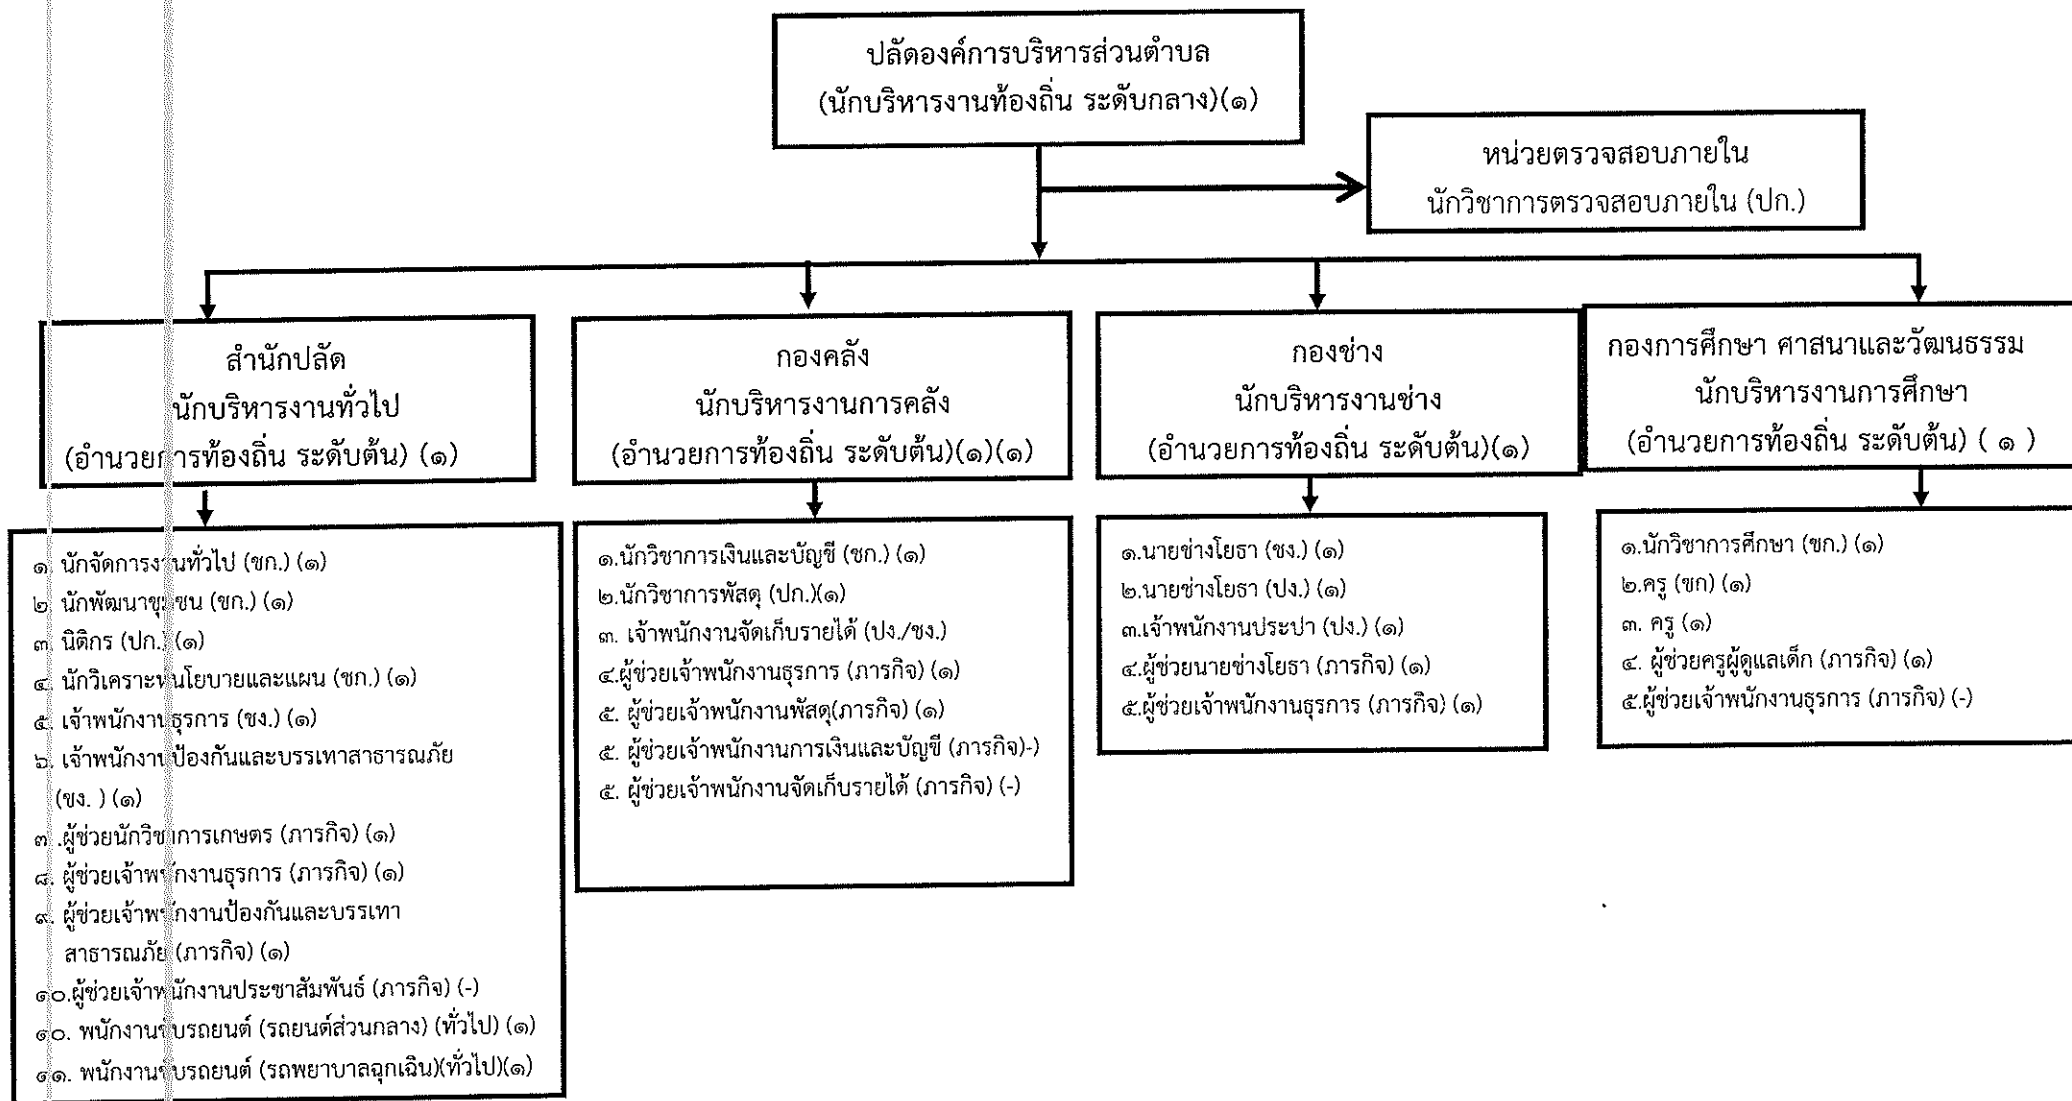 ปลัดองค์การบริหารส่วนตำบล
(นักบริหารงานท้องถิ่น ระดับกลาง)(๑)
หน่วยตรวจสอบภายใน
นักวิชาการตรวจสอบภายใน (ปก.)
สำนักปลัด
นักบริหารงานทั่วไป
(อำนวยการท้องถิ่น ระดับต้น) (๑)
กองคลัง
นักบริหารงานการคลัง
(อำนวยการท้องถิ่น ระดับต้น)(๑)(๑)
กองช่าง
นักบริหารงานช่าง
(อำนวยการท้องถิ่น ระดับต้น)(๑)
กองการศึกษา ศาสนาและวัฒนธรรม
นักบริหารงานการศึกษา
(อำนวยการท้องถิ่น ระดับต้น) ( ๑ )
๑. นักจัดการงานทั่วไป (ชก.) (๑)
๒. นักพัฒนาชุมชน (ชก.) (๑)
๓. นิติกร (ปก.) (๑)
๔. นักวิเคราะห์นโยบายและแผน (ชก.) (๑)
๕. เจ้าพนักงานธุรการ (ชง.) (๑)
๖. เจ้าพนักงานป้องกันและบรรเทาสาธารณภัย
(ชง. ) (๑)
๗ .ผู้ช่วยนักวิชาการเกษตร (ภารกิจ) (๑)
๘. ผู้ช่วยเจ้าพนักงานธุรการ (ภารกิจ) (๑)
๙. ผู้ช่วยเจ้าพนักงานป้องกันและบรรเทา
สาธารณภัย (ภารกิจ) (๑)
๑๐.ผู้ช่วยเจ้าพนักงานประชาสัมพันธ์ (ภารกิจ) (-)
๑๐. พนักงานขับรถยนต์ (รถยนต์ส่วนกลาง) (ทั่วไป) (๑)
๑๑. พนักงานขับรถยนต์ (รถพยาบาลฉุกเฉิน)(ทั่วไป)(๑)
๑.นักวิชาการเงินและบัญชี (ชก.) (๑)
๒.นักวิชาการพัสดุ (ปก.)(๑)
๓. เจ้าพนักงานจัดเก็บรายได้ (ปง./ชง.)
๔.ผู้ช่วยเจ้าพนักงานธุรการ (ภารกิจ) (๑)
๕. ผู้ช่วยเจ้าพนักงานพัสดุ(ภารกิจ) (๑)
๕. ผู้ช่วยเจ้าพนักงานการเงินและบัญชี (ภารกิจ)-)
๕. ผู้ช่วยเจ้าพนักงานจัดเก็บรายได้ (ภารกิจ) (-)
๑.นายช่างโยธา (ชง.) (๑)
๒.นายช่างโยธา (ปง.) (๑)
๓.เจ้าพนักงานประปา (ปง.) (๑)
๔.ผู้ช่วยนายช่างโยธา (ภารกิจ) (๑)
๕.ผู้ช่วยเจ้าพนักงานธุรการ (ภารกิจ) (๑)
๑.นักวิชาการศึกษา (ชก.) (๑)
๒.ครู (ชก) (๑)
๓. ครู (๑)
๔. ผู้ช่วยครูผู้ดูแลเด็ก (ภารกิจ) (๑)
๕.ผู้ช่วยเจ้าพนักงานธุรการ (ภารกิจ) (-)